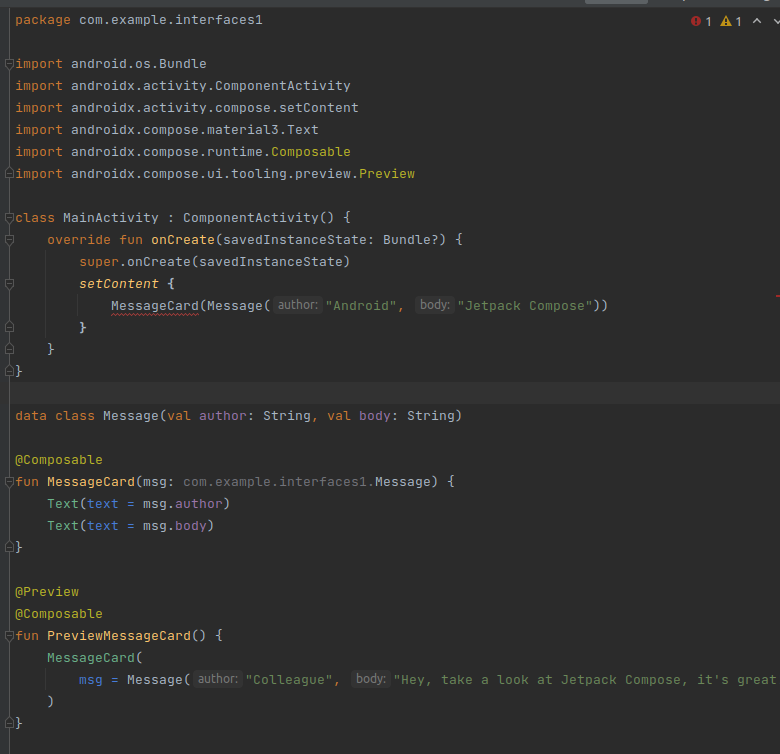 package com.example.interfaces1
1 1
import android.os.Bundle
import androidx.activity.ComponentActivity
import androidx.activity.compose.setContent
import androidx.compose.material3.Text
import androidx.compose.runtime.Composable
import androidx.compose.ui.tooling.preview.Preview
class MainActivity : ComponentActivity() {
override fun onCreate(savedInstanceState: Bundle?) {
super.onCreate(savedInstanceState)
setContent {
MessageCard(Message( author: "Android", body: "Jetpack Compose"))
}
}
}
data class Message(val author: String, val body: String)
@Composable
fun MessageCard(msg: com.example.interfaces1.Message) {
Text(text = msg.author)
Text(text = msg.body)
}
@Preview
@Composable
fun PreviewMessageCard() {
MessageCard(
msg = Message( author: "Colleague", body: "Hey, take a look at Jetpack Compose, it's great
)
}